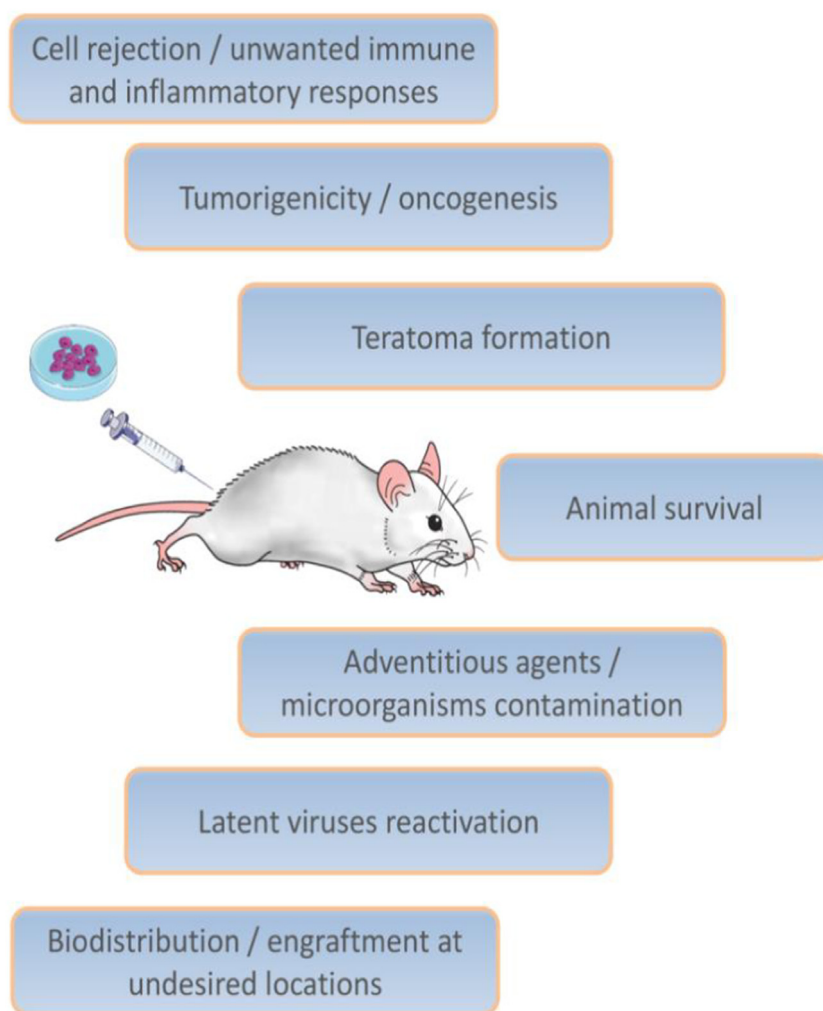 Cell rejection / unwanted immune
and inflammatory responses
Tumorigenicity / oncogenesis
Teratoma formation
Animal survival
Adventitious agents /
microorganisms contamination
Latent viruses reactivation
Biodistribution / engraftment at
undesired locations